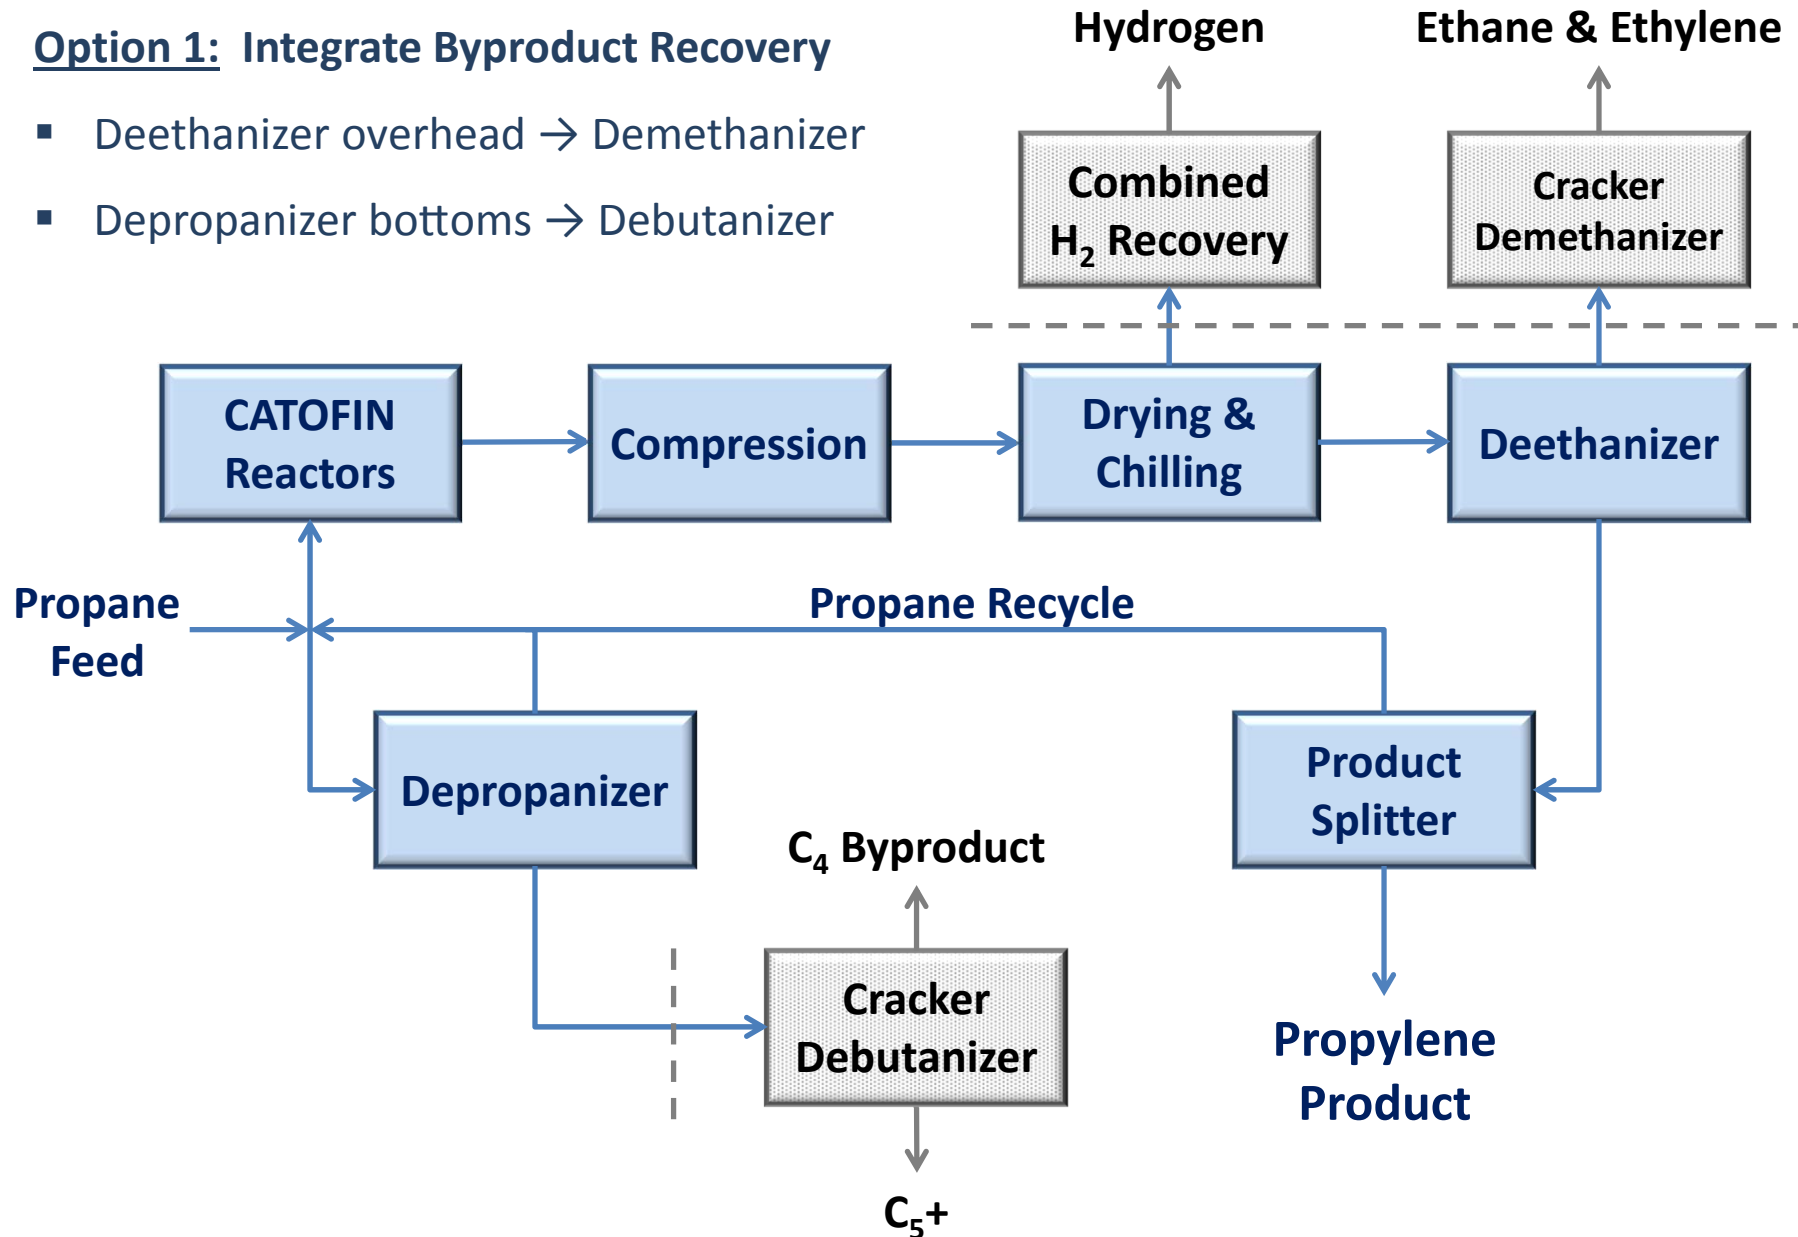 Option 1: Integrate Byproduct Recovery
▪ Deethanizer overhead → Demethanizer
▪ Depropanizer bottoms → Debutanizer
Hydrogen
Ethane & Ethylene
Combined
H₂ Recovery
Cracker
Demethanizer
CATOFIN
Reactors
Compression
Drying &
Chilling
Deethanizer
Propane
Feed
Propane Recycle
Depropanizer
Product
Splitter
C₄ Byproduct
Cracker
Debutanizer
Propylene
Product
C₅+